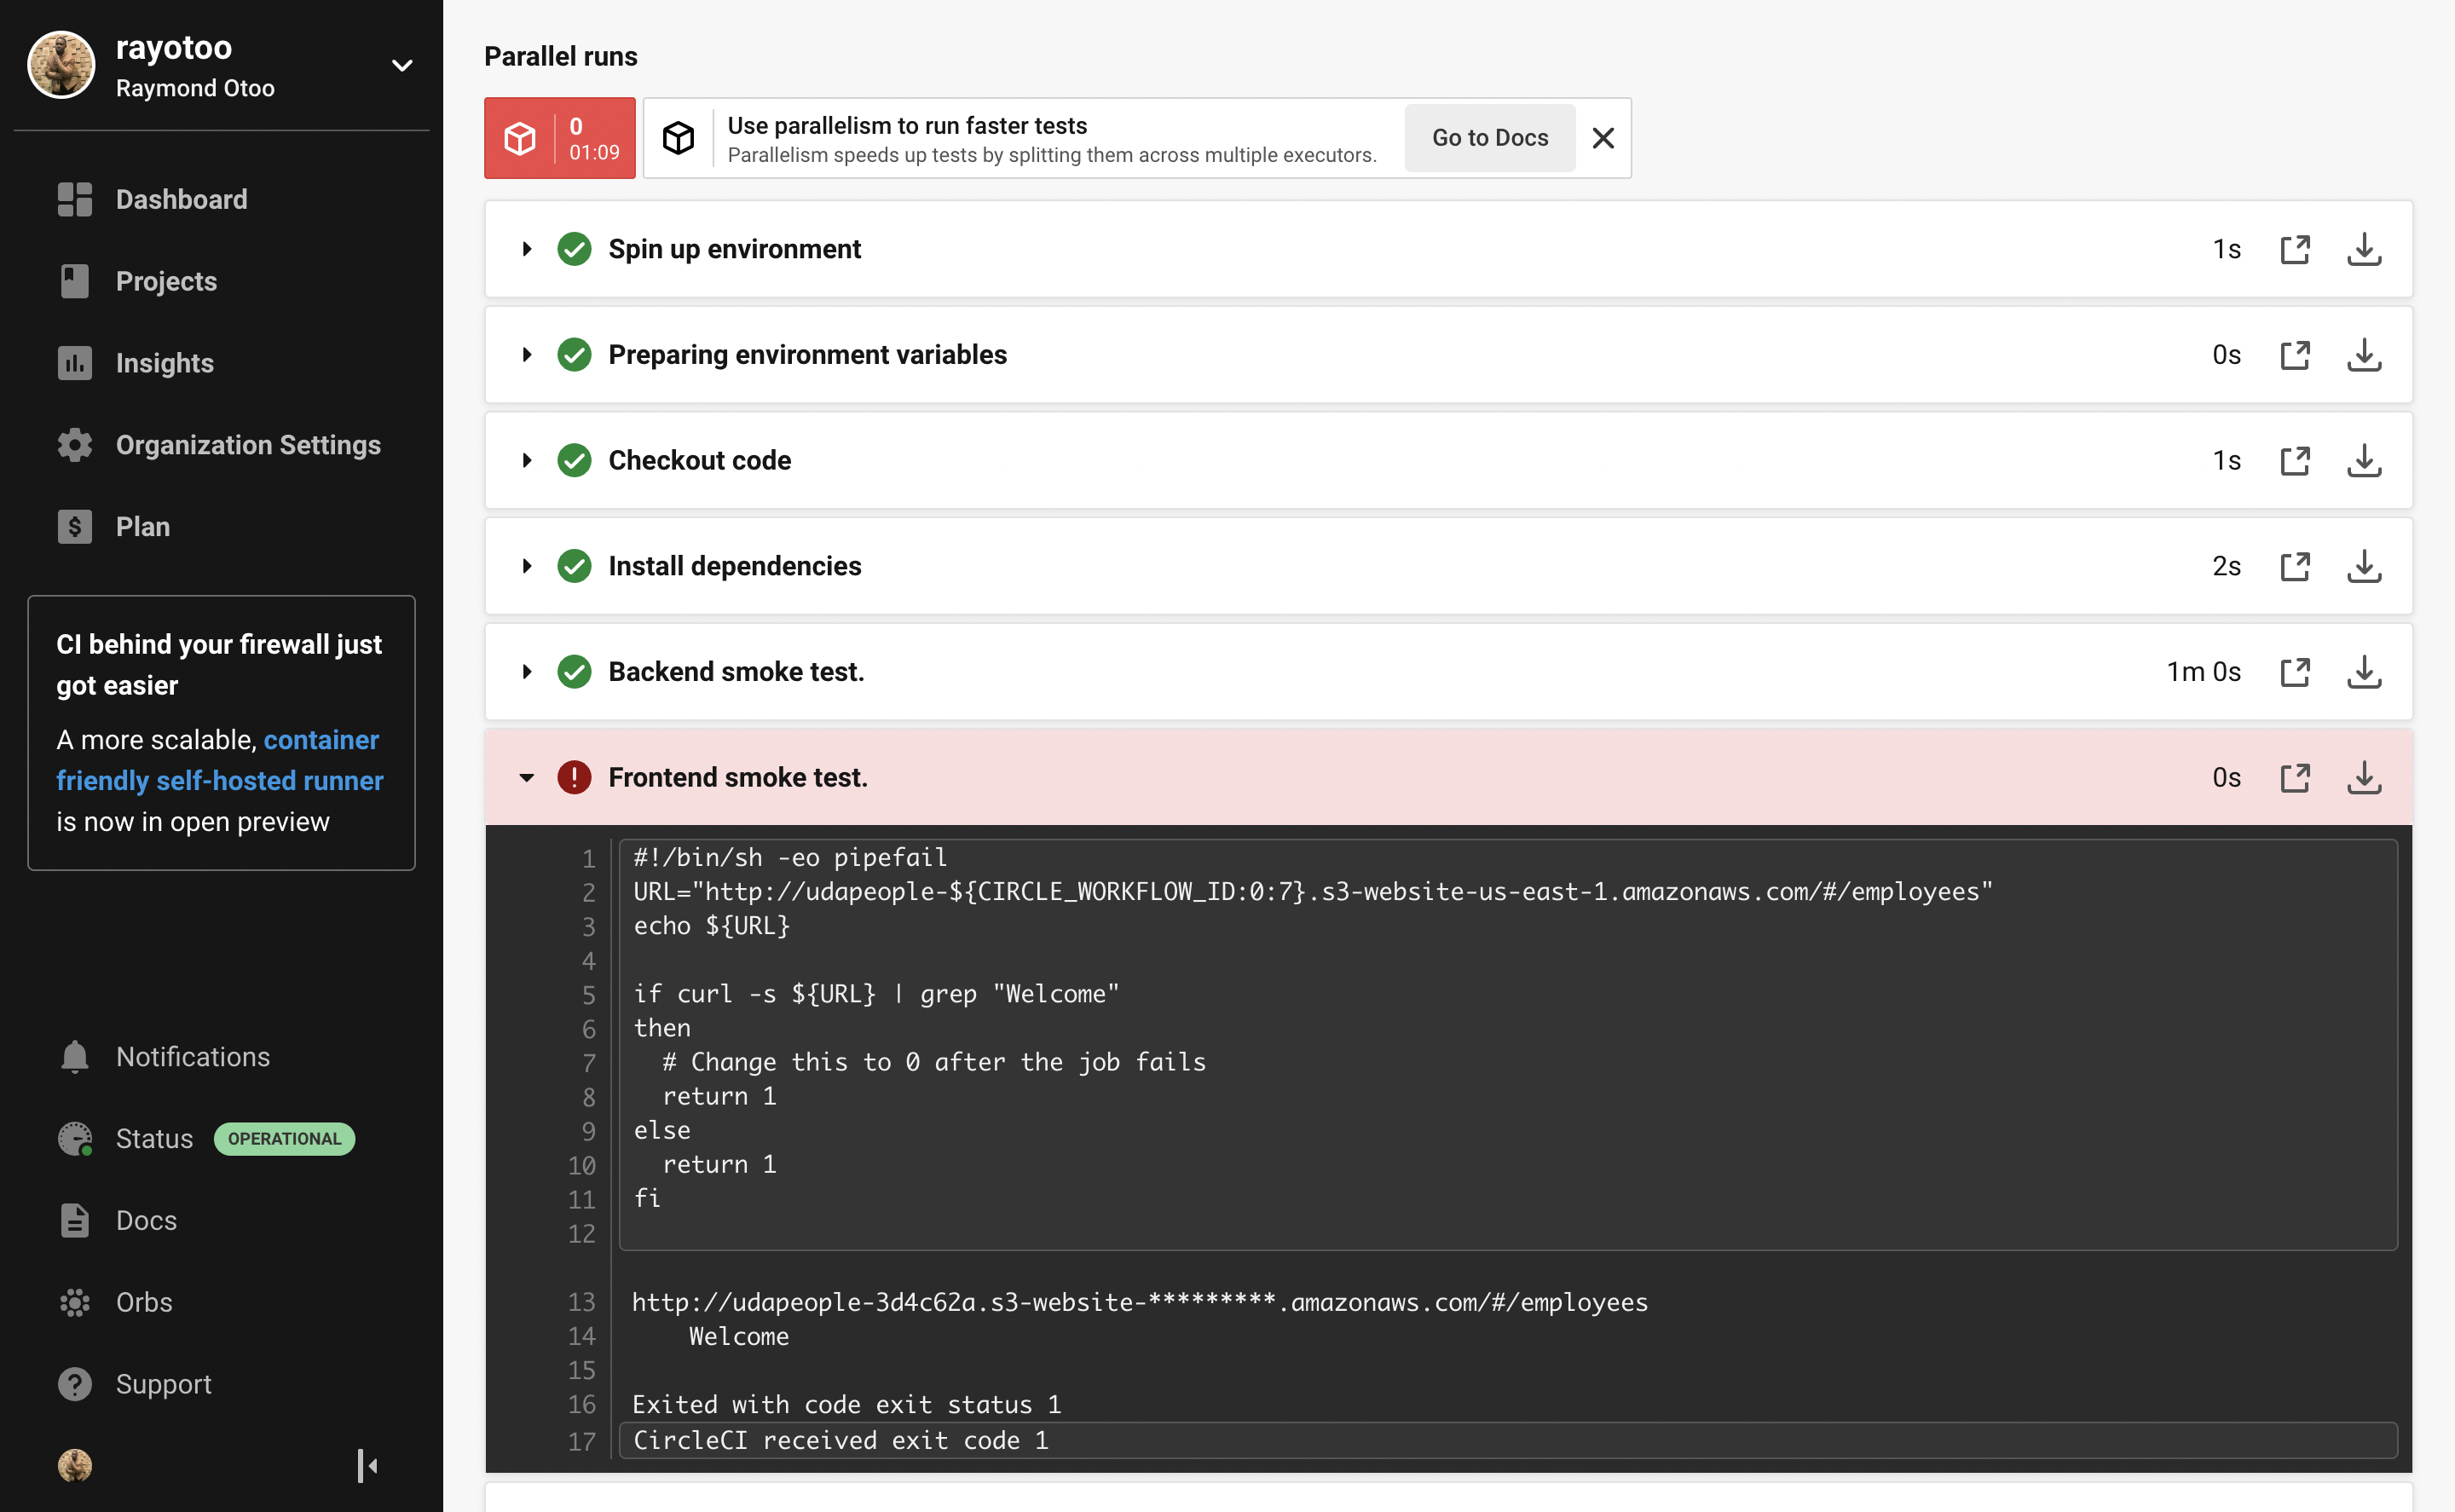 rayotoo
Raymond Otoo
Dashboard
Projects
Insights
Organization Settings
Plan
CI behind your firewall just
got easier
A more scalable, container
friendly self-hosted runner
is now in open preview
Notifications
Status OPERATIONAL
Docs
Orbs
Support
Parallel runs
0
01:09
Use parallelism to run faster tests
Parallelism speeds up tests by splitting them across multiple executors.
Go to Docs
Spin up environment 1s
Preparing environment variables 0s
Checkout code 1s
Install dependencies 2s
Backend smoke test. 1m 0s
Frontend smoke test. 0s
1 #!/bin/sh -eo pipefail
2 URL="http://udapeople-${CIRCLE_WORKFLOW_ID:0:7}.s3-website-us-east-1.amazonaws.com/#/employees"
3 echo ${URL}
4
5 if curl -s ${URL} | grep "Welcome"
6 then
7   # Change this to 0 after the job fails
8   return 1
9 else
10   return 1
11 fi
12
13 http://udapeople-3d4c62a.s3-website-*********.amazonaws.com/#/employees
14     Welcome
15
16 Exited with code exit status 1
17 CircleCI received exit code 1